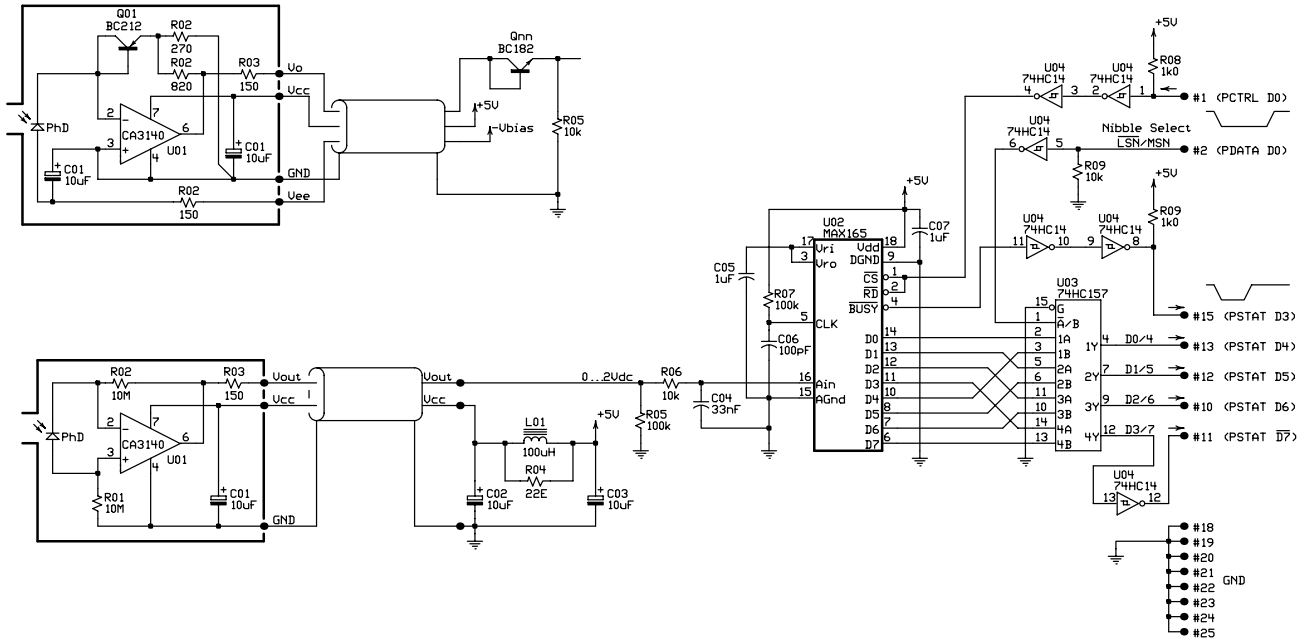 Q01
BC212
R02
270
R02
820
R03
150
Vo
Vcc
PhD
2
3
7
4
6
CA3140
U01
C01
10uF
C01
10uF
GND
R02
150
Vee
Qnn
BC182
+5V
-Vbias
R05
10k
R02
10M
R03
150
Vout
Vcc
PhD
2
3
7
4
6
CA3140
U01
R01
10M
C01
10uF
GND
Vout
Vcc
0...2Vdc
R06
10k
R05
100k
C04
33nF
L01
100uH
R04
22E
+5V
C02
10uF
C03
10uF
+5V
C07
1uF
C05
1uF
R07
100k
C06
100pF
U02
MAX165
17 Vri
3 Vro
5 CLK
16 Ain
15 AGnd
Vdd 18
DGND 9
CS 1
RD 2
BUSY 4
D0 14
D1 13
D2 12
D3 11
D4 10
D5 8
D6 7
D7 6
+5V
R08
1k0
U04
74HC14
4 3
U04
74HC14
2 1
#1 (PCTRL D0)
U04
74HC14
6 5
Nibble Select
LSN/MSN
#2 (PDATA D0)
R09
10k
+5V
R09
1k0
U04
74HC14
11 10
U04
74HC14
9 8
U03
74HC157
15 G
1 A/B
2 1A
3 1B
5 2A
6 2B
11 3A
10 3B
14 4A
13 4B
1Y 4 D0/4
2Y 7 D1/5
3Y 9 D2/6
4Y 12 D3/7
#15 (PSTAT D3)
#13 (PSTAT D4)
#12 (PSTAT D5)
#10 (PSTAT D6)
#11 (PSTAT D7)
U04
74HC14
13 12
#18
#19
#20
#21
#22
#23
#24
#25
GND